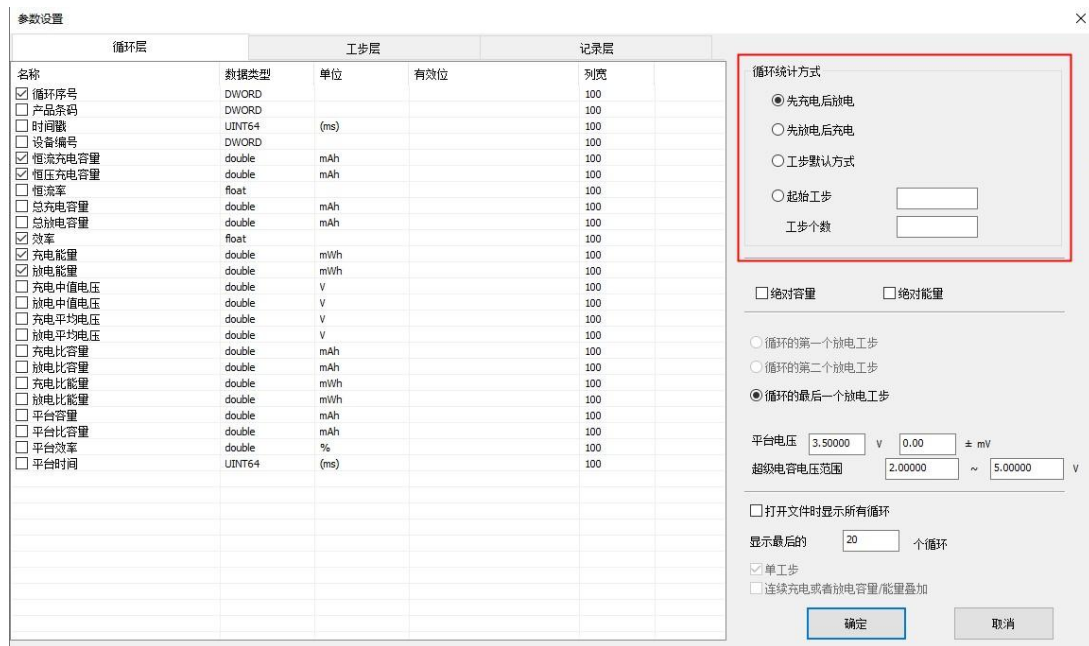 参数设置
循环层 工步层 记录层
名称 数据类型 单位 有效位 列宽
循环序号 DWORD 100
产品条码 DWORD 100
时间戳 UINT64 (ms) 100
设备编号 DWORD 100
恒流充电容量 double mAh 100
恒压充电容量 double mAh 100
恒流率 float 100
总充电容量 double mAh 100
总放电容量 double mAh 100
效率 float 100
充电能量 double mWh 100
放电能量 double mWh 100
充电中值电压 double V 100
放电中值电压 double V 100
充电平均电压 double V 100
放电平均电压 double V 100
充电比容量 double mAh 100
放电比容量 double mAh 100
充电比能量 double mWh 100
放电比能量 double mWh 100
平台容量 double mAh 100
平台比容量 double mAh 100
平台效率 double % 100
平台时间 UINT64 (ms) 100
循环统计方式
先充电后放电
先放电后充电
工步默认方式
起始工步
工步个数
绝对容量 绝对能量
循环的第一个放电工步
循环的第二个放电工步
循环的最后一个放电工步
平台电压 3.50000 V 0.00 ± mV
超级电容电压范围 2.00000 ~ 5.00000 V
打开文件时显示所有循环
显示最后的 20 个循环
单工步
连续充电或者放电容量/能量叠加
确定 取消